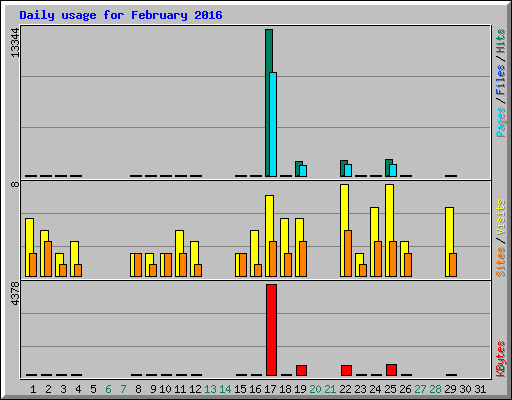 Daily usage for February 2016
13344
8
4378
Pages / Files / Hits
Sites / Visits
KBytes
1 2 3 4 5 6 7 8 9 10 11 12 13 14 15 16 17 18 19 20 21 22 23 24 25 26 27 28 29 30 31